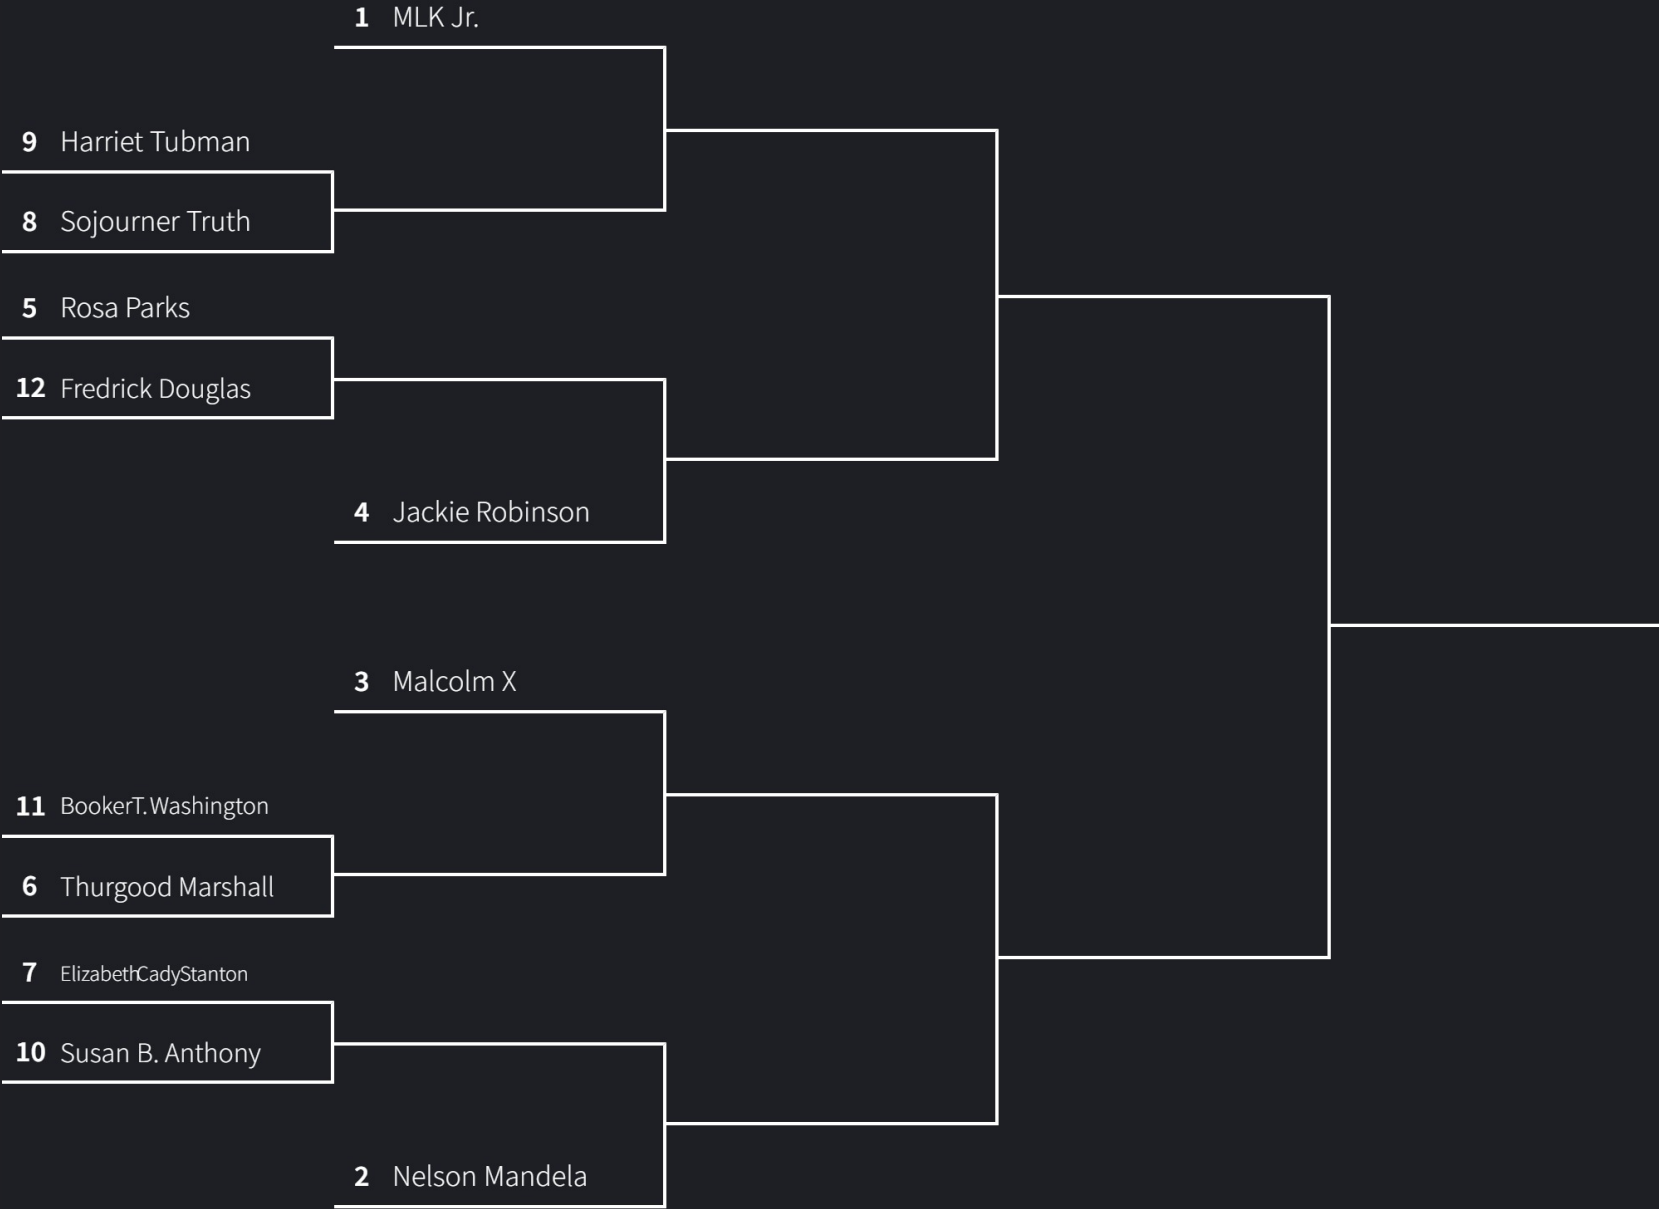 1 MLK Jr.
9 Harriet Tubman
8 Sojourner Truth
5 Rosa Parks
12 Fredrick Douglas
4 Jackie Robinson
3 Malcolm X
11 BookerT.Washington
6 Thurgood Marshall
7 ElizabethCadyStanton
10 Susan B. Anthony
2 Nelson Mandela